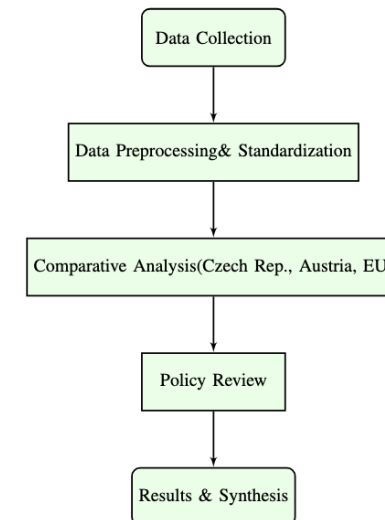 Data Collection
Data Preprocessing& Standardization
Comparative Analysis(Czech Rep., Austria, EU
Policy Review
Results & Synthesis